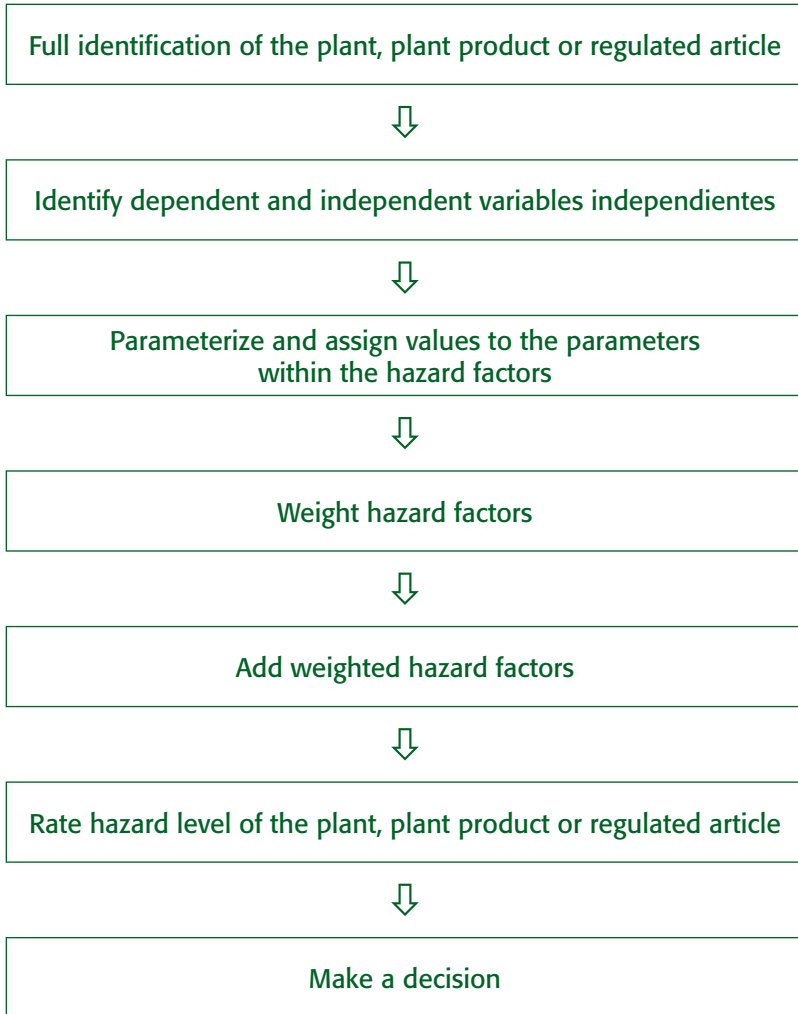 Full identification of the plant, plant product or regulated article
Identify dependent and independent variables independientes
Parameterize and assign values to the parameters
within the hazard factors
Weight hazard factors
Add weighted hazard factors
Rate hazard level of the plant, plant product or regulated article
Make a decision